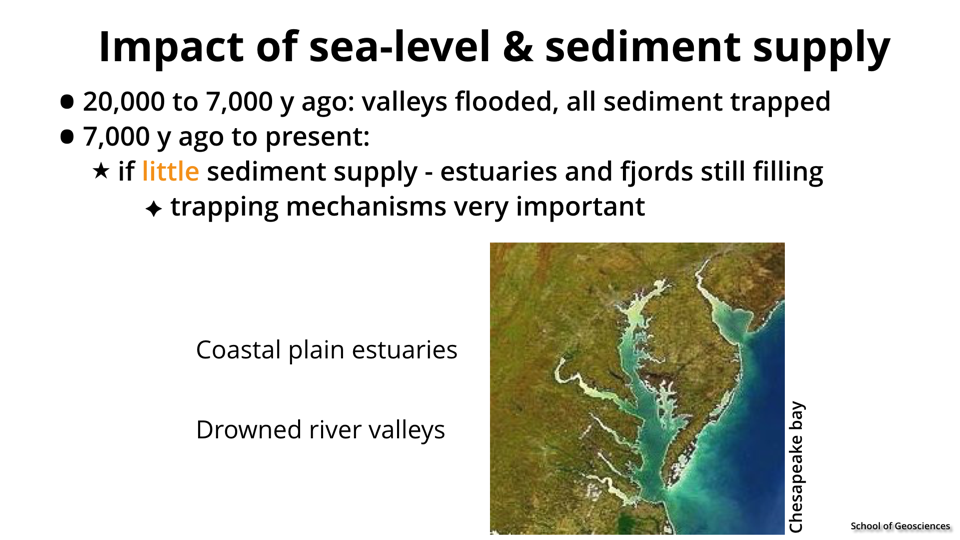 Impact of sea-level & sediment supply
20,000 to 7,000 y ago: valleys flooded, all sediment trapped
7,000 y ago to present:
if little sediment supply - estuaries and fjords still filling
trapping mechanisms very important
Coastal plain estuaries
Drowned river valleys
Chesapeake bay
School of Geosciences